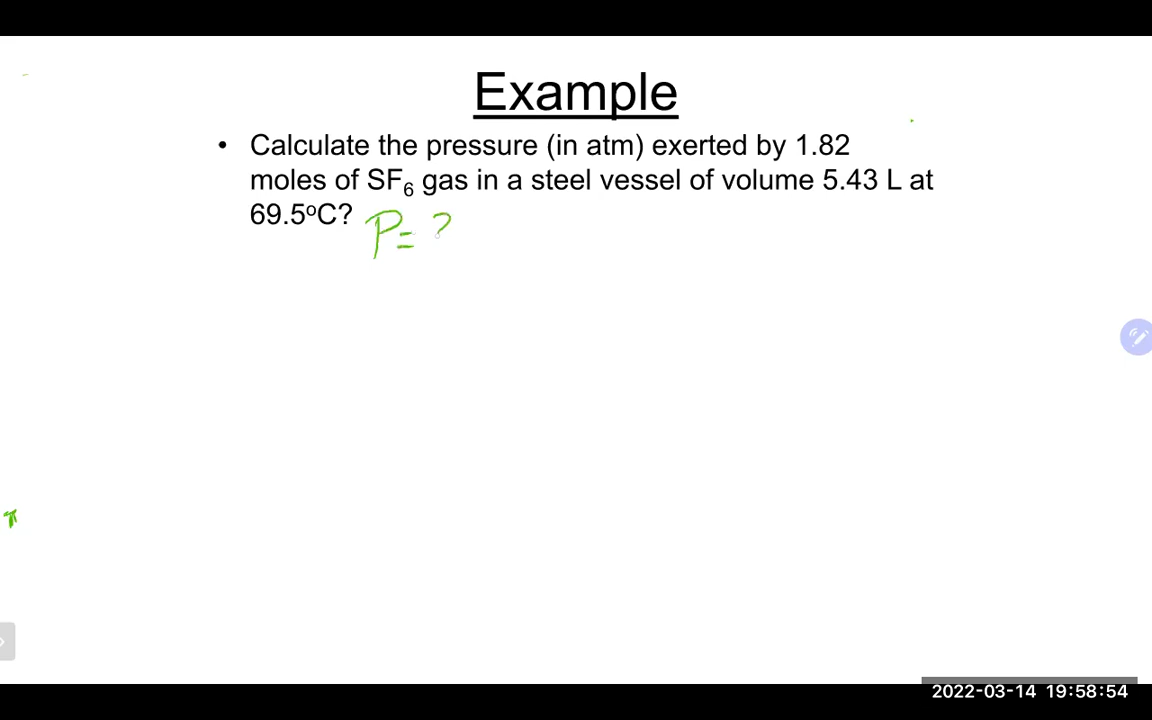 Example
• Calculate the pressure (in atm) exerted by 1.82
moles of SF₆ gas in a steel vessel of volume 5.43 L at
69.5ºC? P = ?
2022-03-14 19:58:54